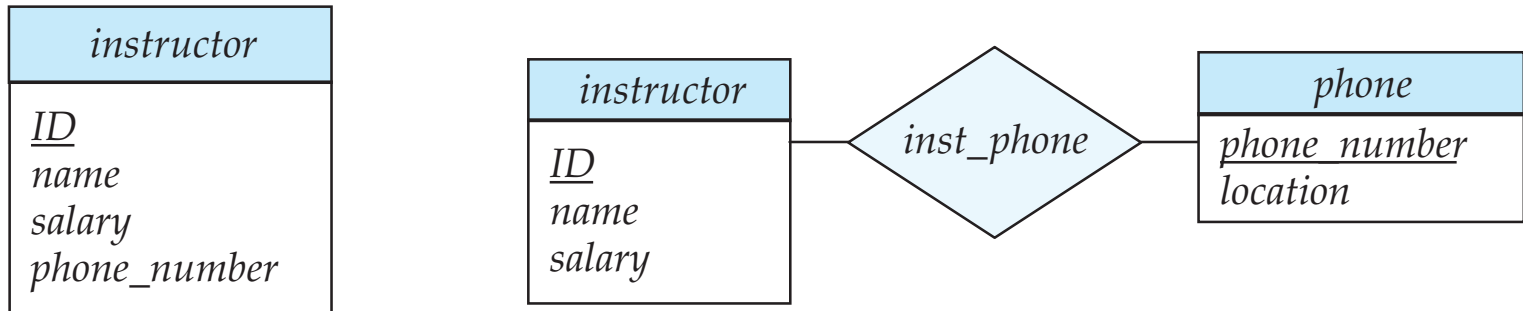 instructor
ID
name
salary
phone_number
instructor
ID
name
salary
inst_phone
phone
phone_number
location